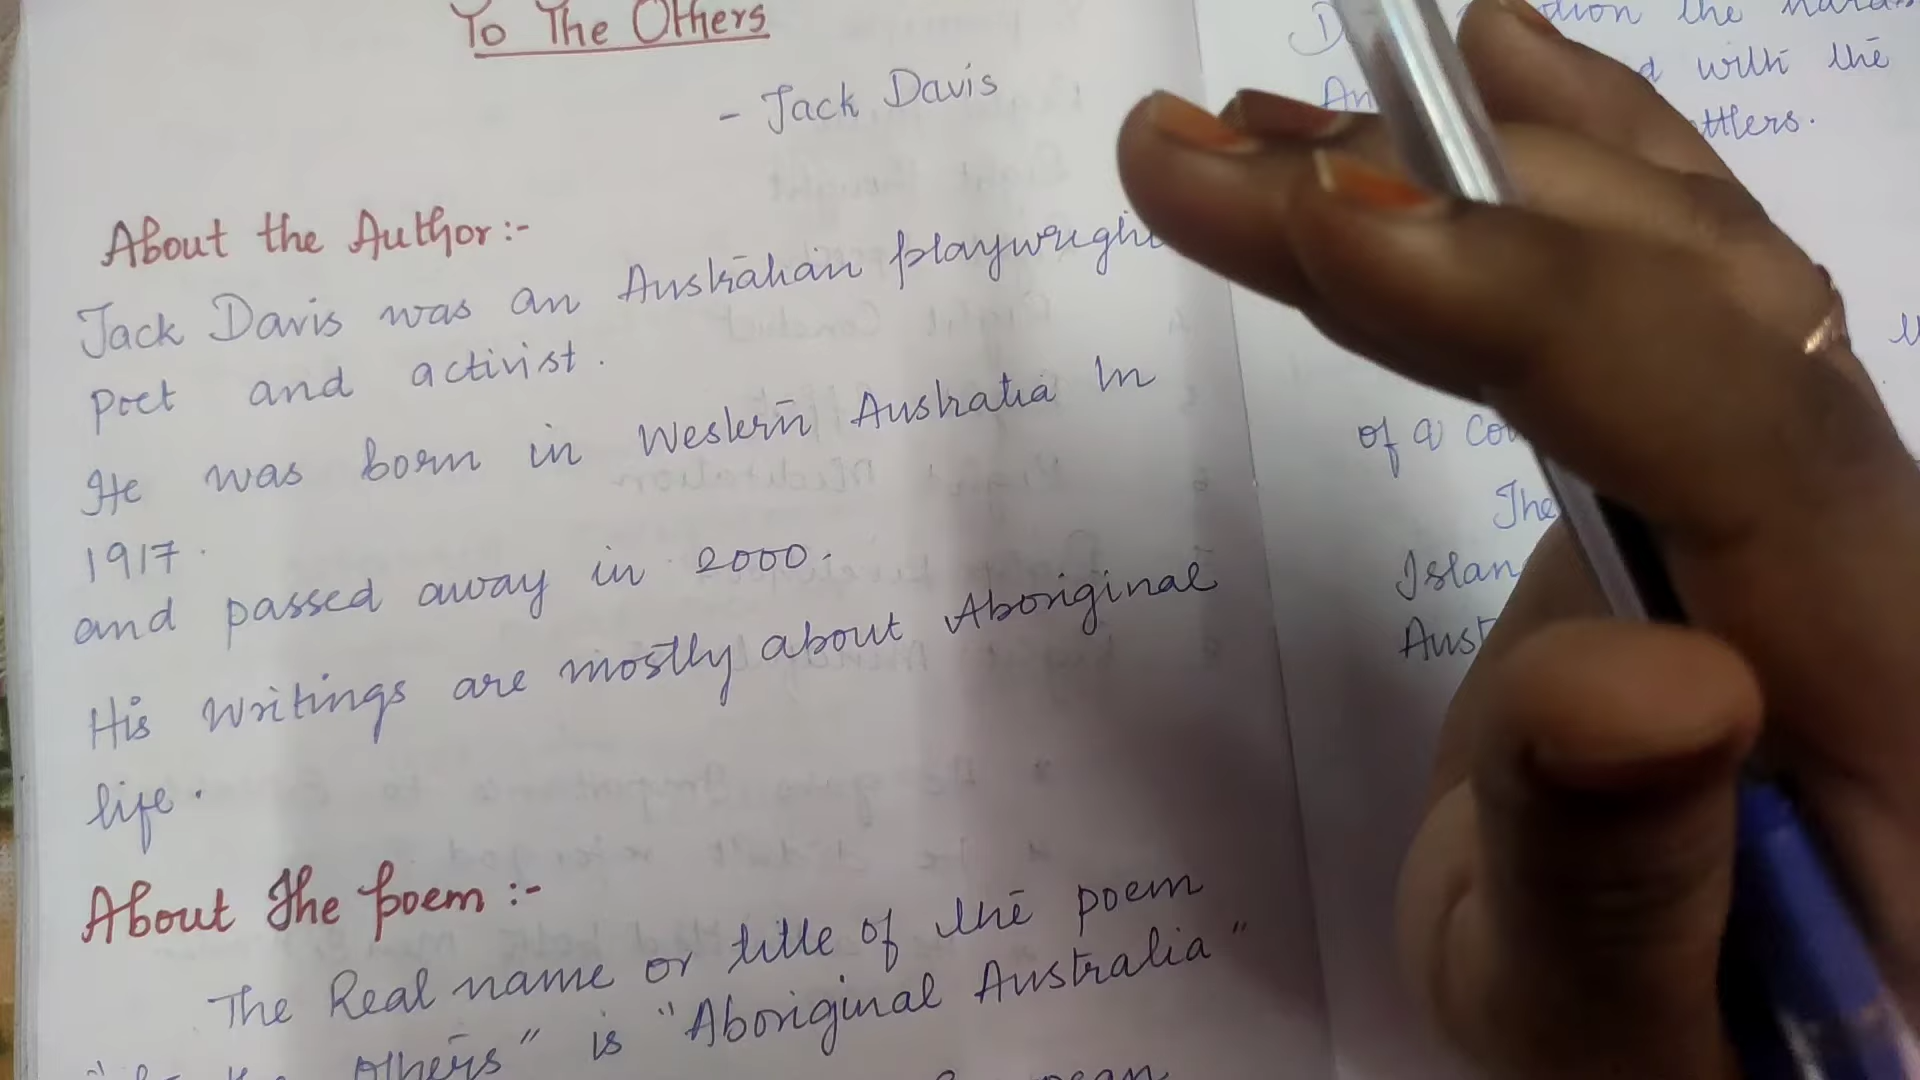 To The Others
- Jack Davis
About the Author :-
Jack Davis was an Australian playwright
poet and activist.
He was born in Western Australia In
1917.
and passed away in 2000.
His Writings are mostly about Aboriginal
life.
About The poem :-
The Real name or title of the poem
others" is "Aboriginal Australia"
the
with the
ttlers.
of a
The
Islan
Aust